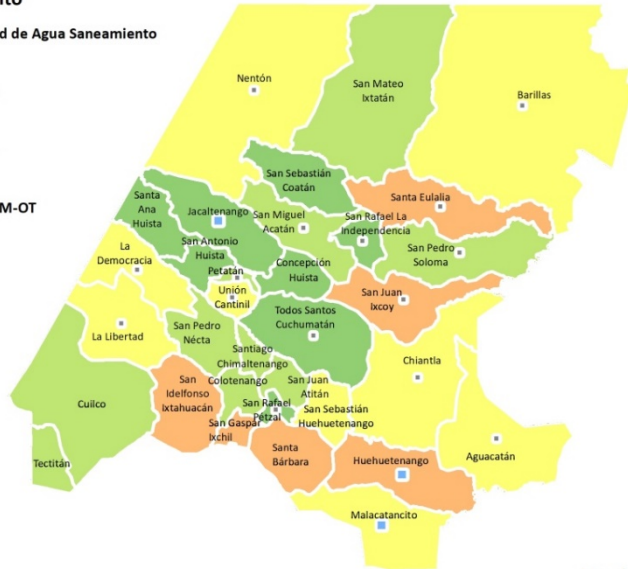 d de Agua Saneamiento
M-OT
Nentón
San Mateo
Ixtatán
Barillas
San Sebastián
Coatán
Santa Eulalia
Santa
Ana
Huista
Jacaltenango
San Miguel
Acatán
San Rafael La
Independencia
San Pedro
Soloma
San Antonio
Huista
La
Democracia
Petatán
Concepción
Huista
Unión
Cantinil
San Juan
Ixcoy
Todos Santos
Cuchumatán
La Libertad
San Pedro
Nécta
Santiago
Chimaltenango
Chiantla
San
Idelfonso
Ixtahuacán
Colotenango
San Juan
Atitán
Cuilco
San Rafael
Petzal
San Sebastián
Huehuetenango
San Gaspar
Ixchil
Santa
Bárbara
Huehuetenango
Aguacatán
Tectitán
Malacatancito